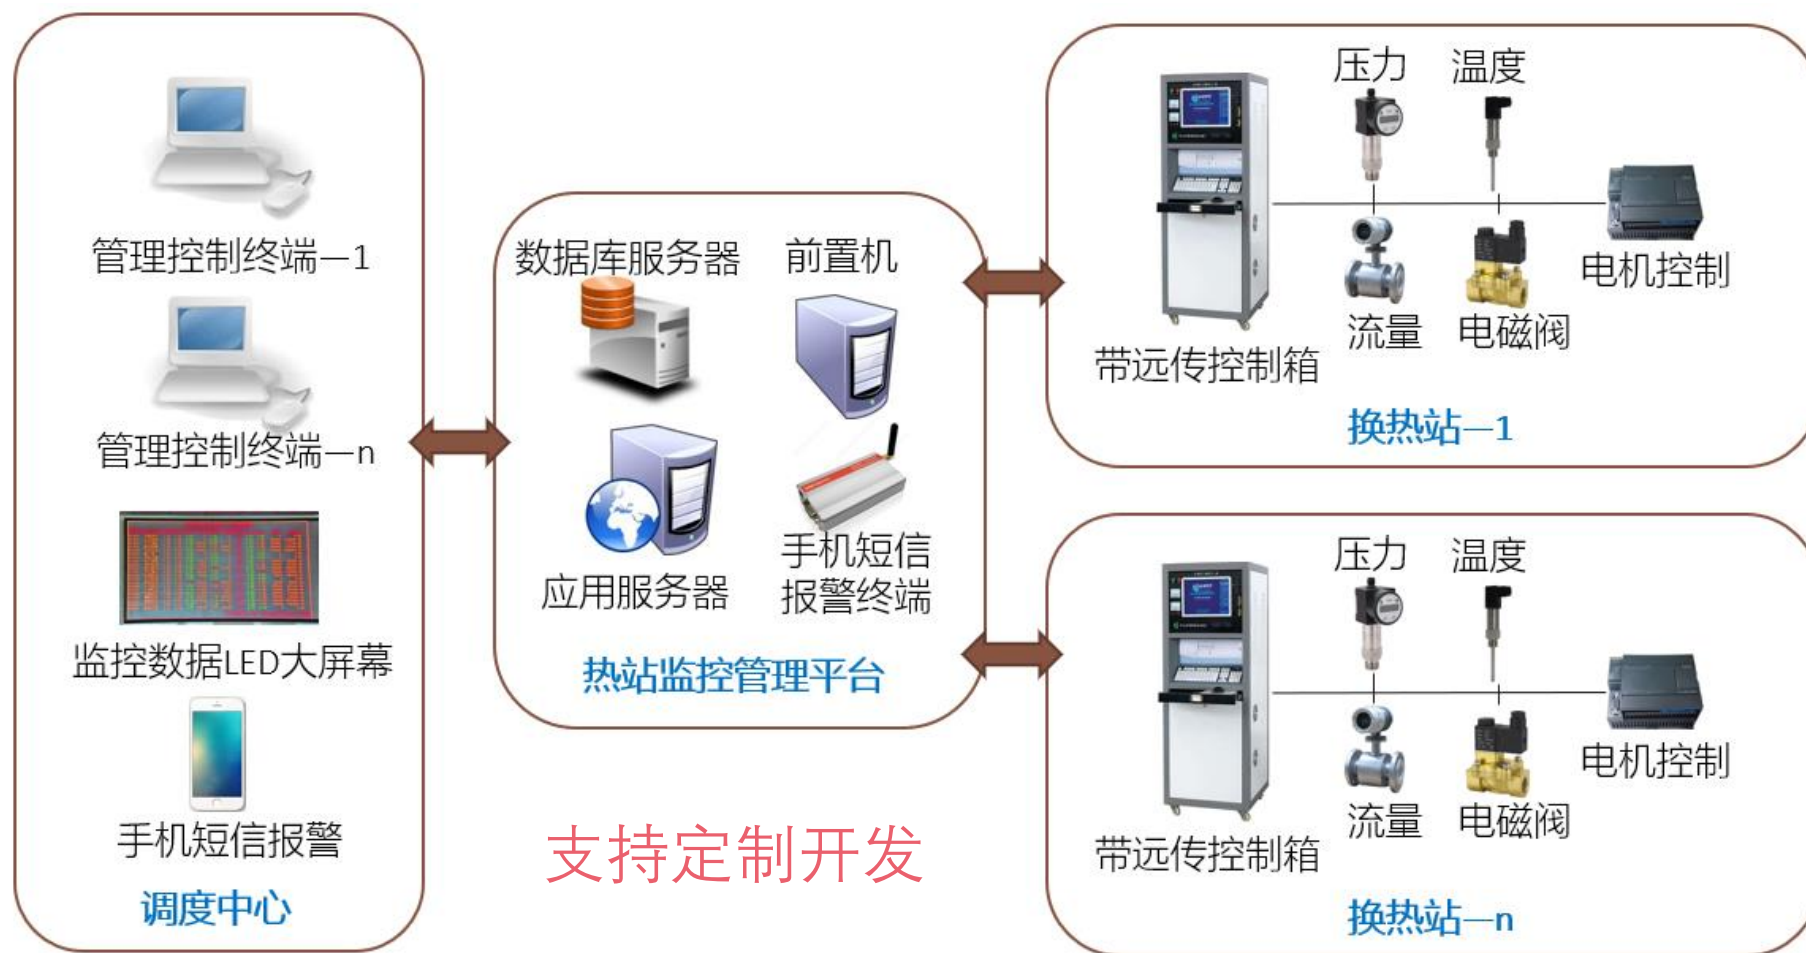 管理控制终端—1
管理控制终端—n
监控数据LED大屏幕
手机短信报警
调度中心
数据库服务器
前置机
应用服务器
手机短信
报警终端
热站监控管理平台
支持定制开发
压力
温度
流量
电磁阀
电机控制
带远传控制箱
换热站—1
压力
温度
流量
电磁阀
电机控制
带远传控制箱
换热站—n